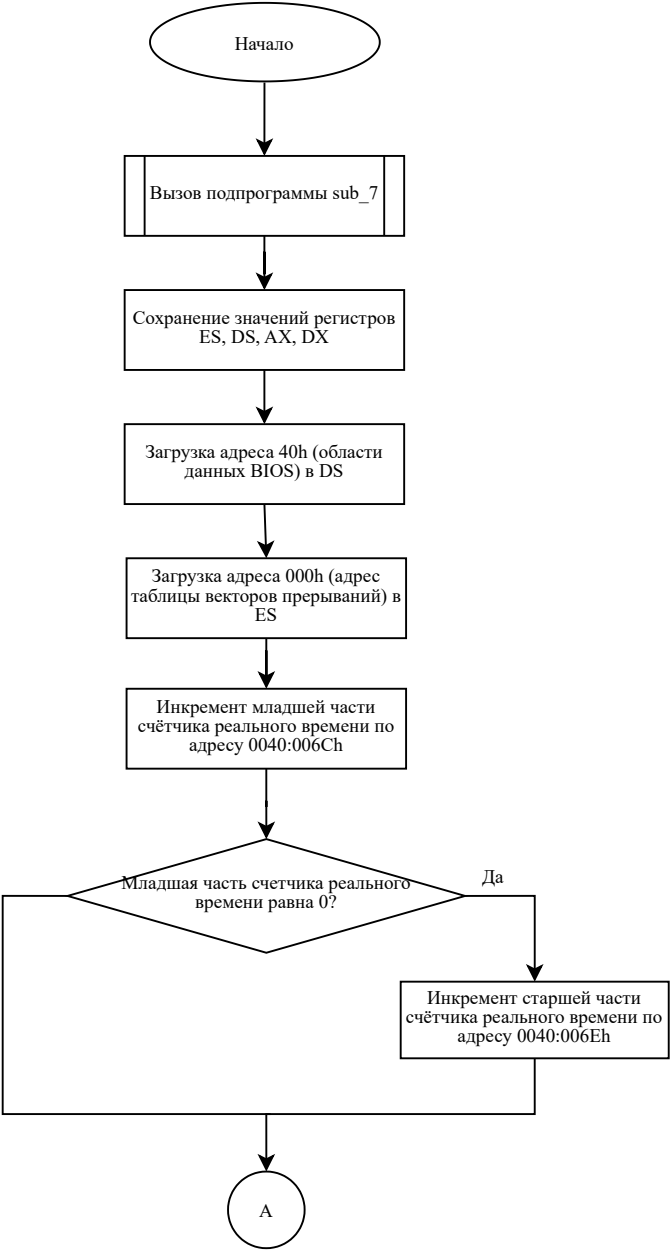 Начало
Вызов подпрограммы sub_7
Сохранение значений регистров
ES, DS, AX, DX
Загрузка адреса 40h (области
данных BIOS) в DS
Загрузка адреса 000h (адрес
таблицы векторов прерываний) в
ES
Инкремент младшей части
счётчика реального времени по
адресу 0040:006Ch
Младшая часть счетчика реального
времени равна 0?
Да
Инкремент старшей части
счётчика реального времени по
адресу 0040:006Eh
А